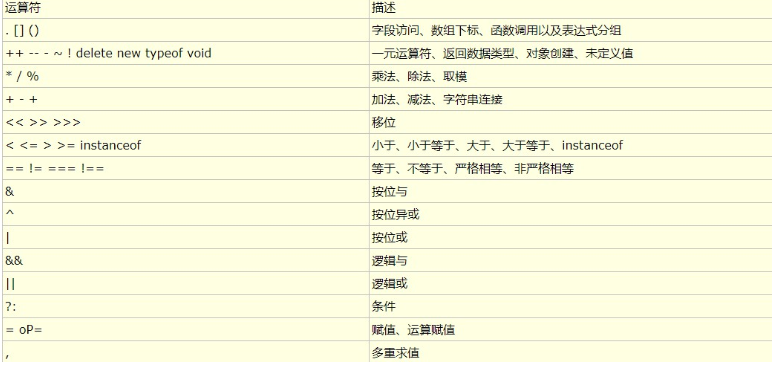 运算符 描述
. [] () 字段访问、数组下标、函数调用以及表达式分组
++ -- - ~ ! delete new typeof void 一元运算符、返回数据类型、对象创建、未定义值
* / % 乘法、除法、取模
+ - + 加法、减法、字符串连接
<< >> >>> 移位
< <= > >= instanceof 小于、小于等于、大于、大于等于、instanceof
== != === !== 等于、不等于、严格相等、非严格相等
& 按位与
^ 按位异或
| 按位或
&& 逻辑与
|| 逻辑或
?: 条件
= oP= 赋值、运算赋值
, 多重求值